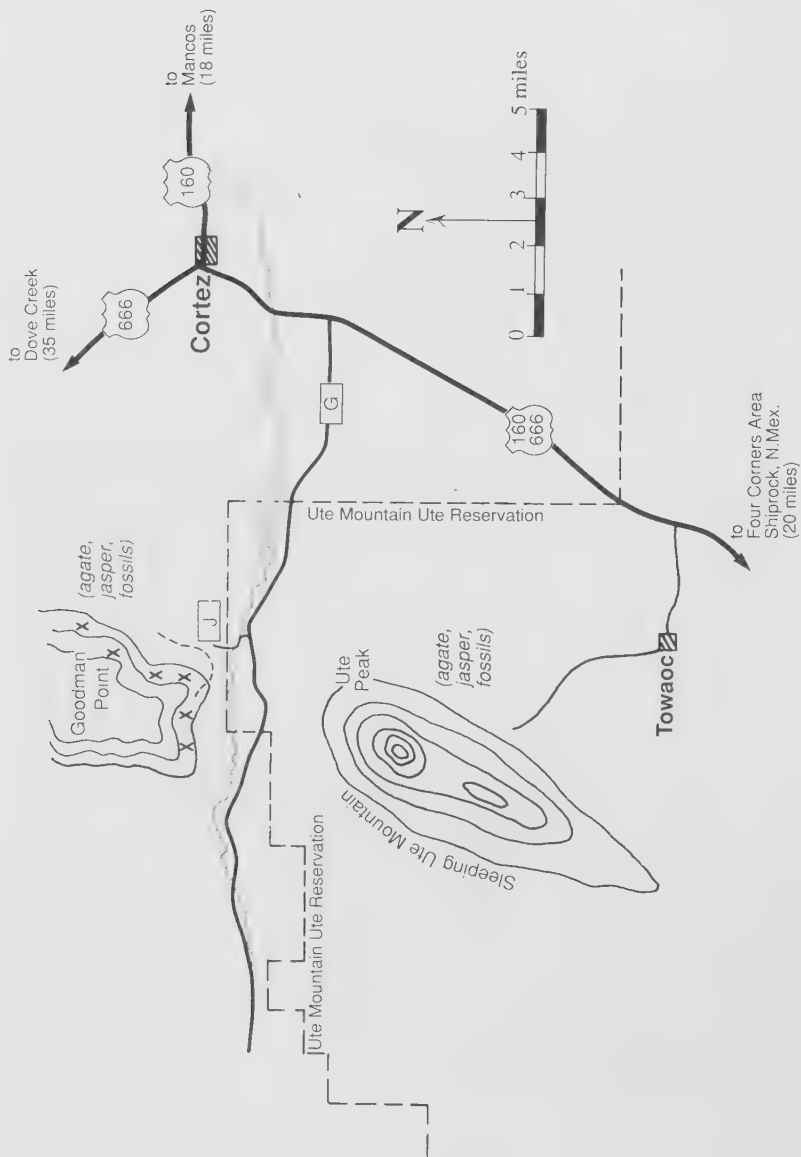 to
Dove Creek
(35 miles)
666
to
Mancos
(18 miles)
160
Cortez
Goodman
Point
(agate,
jasper,
fossils)
X
X
X
X
X
X
X
J
G
N
0 1 2 3 4 5 miles
160
666
Ute Mountain Ute Reservation
Ute Mountain Ute Reservation
Ute
Peak
(agate,
jasper,
fossils)
Sleeping Ute Mountain
Towaoc
to
Four Corners Area
Shiprock, N.Mex.
(20 miles)